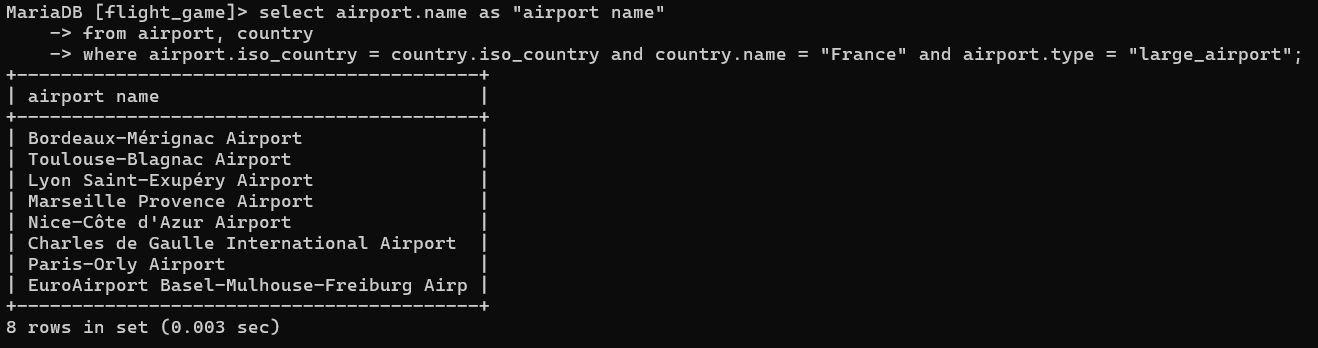 MariaDB [flight_game]> select airport.name as "airport name"
    -> from airport, country
    -> where airport.iso_country = country.iso_country and country.name = "France" and airport.type = "large_airport";
+------------------------------------------+
| airport name                             |
+------------------------------------------+
| Bordeaux-Mérignac Airport                |
| Toulouse-Blagnac Airport                 |
| Lyon Saint-Exupéry Airport               |
| Marseille Provence Airport               |
| Nice-Côte d'Azur Airport                 |
| Charles de Gaulle International Airport  |
| Paris-Orly Airport                       |
| EuroAirport Basel-Mulhouse-Freiburg Airp |
+------------------------------------------+
8 rows in set (0.003 sec)